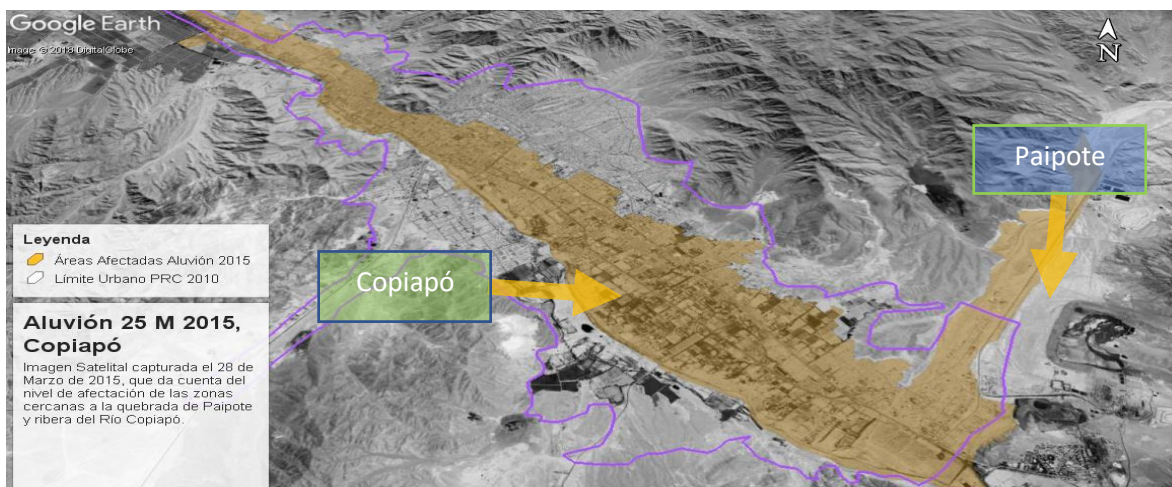 Google Earth
Image © 2018 DigitalGlobe
N
Paipote
Copiapó
Leyenda
Áreas Afectadas Aluvión 2015
Límite Urbano PRC 2010
Aluvión 25 M 2015,
Copiapó
Imagen Satelital capturada el 28 de
Marzo de 2015, que da cuenta del
nivel de afectación de las zonas
cercanas a la quebrada de Paipote
y ribera del Río Copiapó.